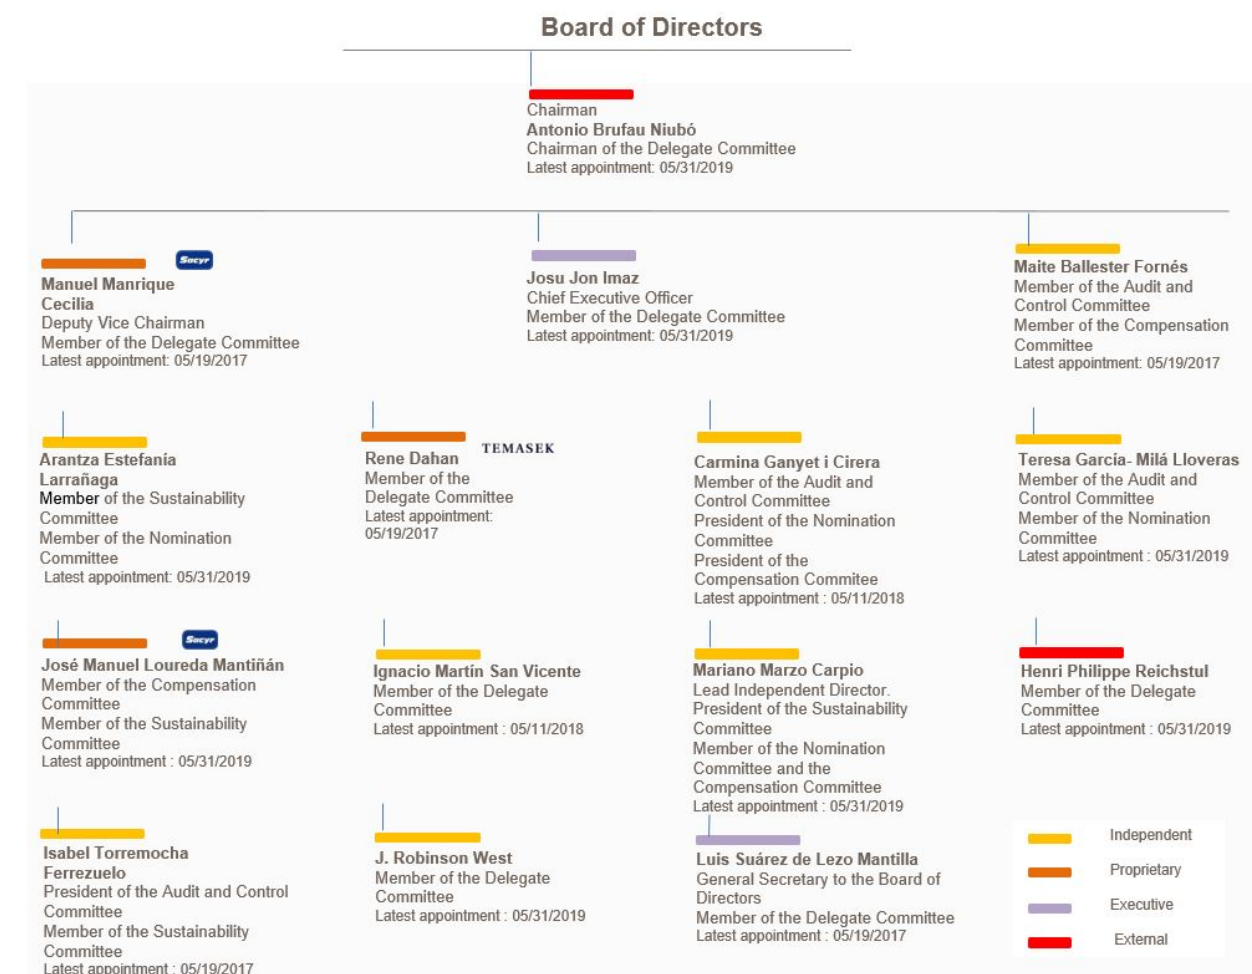 Board of Directors
Chairman
Antonio Brufau Niubó
Chairman of the Delegate Committee
Latest appointment: 05/31/2019
Sacyr
Manuel Manrique
Cecilia
Deputy Vice Chairman
Member of the Delegate Committee
Latest appointment: 05/19/2017
Josu Jon Imaz
Chief Executive Officer
Member of the Delegate Committee
Latest appointment: 05/31/2019
Maite Ballester Fornés
Member of the Audit and
Control Committee
Member of the Compensation
Committee
Latest appointment: 05/19/2017
Arantza Estefanía
Larrañaga
Member of the Sustainability
Committee
Member of the Nomination
Committee
Latest appointment: 05/31/2019
TEMASEK
Rene Dahan
Member of the
Delegate Committee
Latest appointment:
05/19/2017
Carmina Ganyet i Cirera
Member of the Audit and
Control Committee
President of the Nomination
Committee
President of the
Compensation Commitee
Latest appointment : 05/11/2018
Teresa García- Milá Lloveras
Member of the Audit and
Control Committee
Member of the Nomination
Committee
Latest appointment : 05/31/2019
Sacyr
José Manuel Loureda Mantiñán
Member of the Compensation
Committee
Member of the Sustainability
Committee
Latest appointment : 05/31/2019
Ignacio Martín San Vicente
Member of the Delegate
Committee
Latest appointment : 05/11/2018
Mariano Marzo Carpio
Lead Independent Director.
President of the Sustainability
Committee
Member of the Nomination
Committee and the
Compensation Committee
Latest appointment : 05/31/2019
Henri Philippe Reichstul
Member of the Delegate
Committee
Latest appointment : 05/31/2019
Isabel Torremocha
Ferrezuelo
President of the Audit and Control
Committee
Member of the Sustainability
Committee
Latest appointment : 05/19/2017
J. Robinson West
Member of the Delegate
Committee
Latest appointment : 05/31/2019
Luis Suárez de Lezo Mantilla
General Secretary to the Board of
Directors
Member of the Delegate Committee
Latest appointment : 05/19/2017
Independent
Proprietary
Executive
External